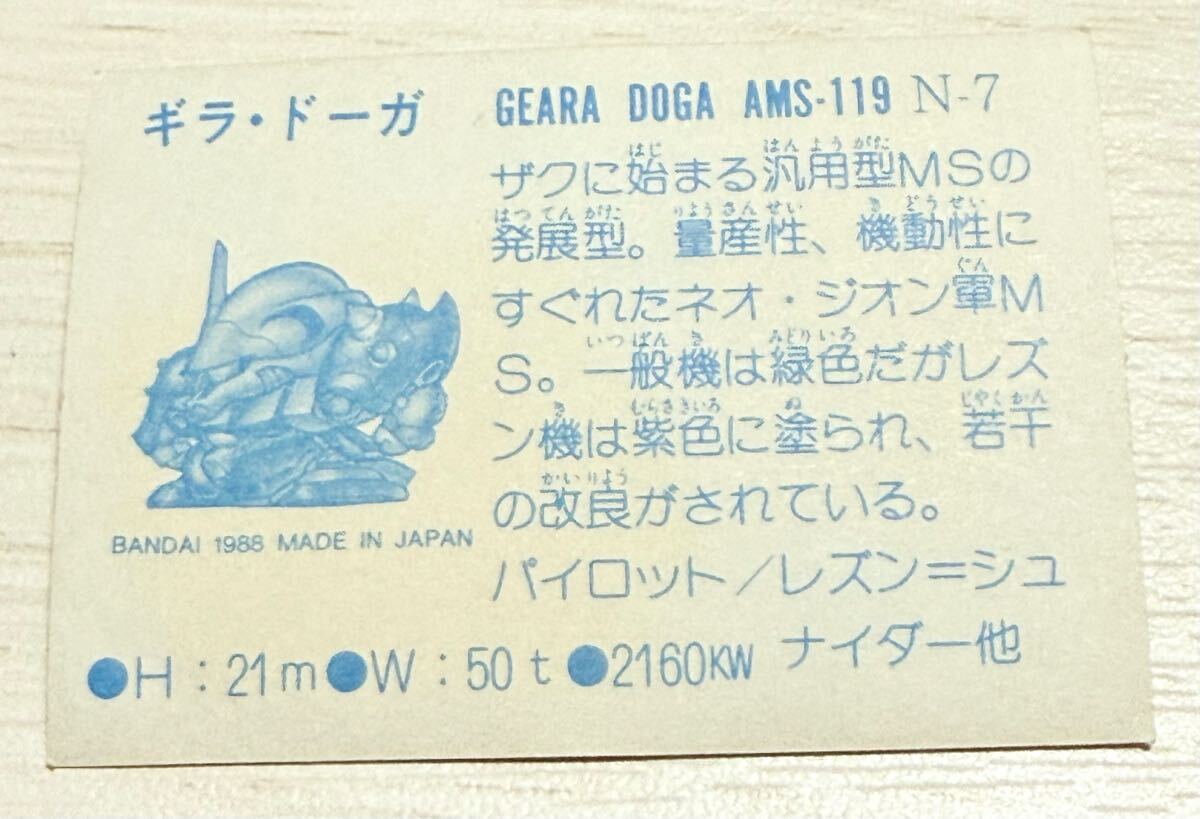 ギラ・ドーガ
GEARA DOGA AMS-119 N-7
ザクに始まる汎用型MSの
発展型。量産性、機動性に
すぐれたネオ・ジオン軍M
S。一般機は緑色だがレズ
ン機は紫色に塗られ、若干
の改良がされている。
パイロット/レズン=シュ
ナイダー他
BANDAI 1988 MADE IN JAPAN
●H:21m●W:50t●2160KW